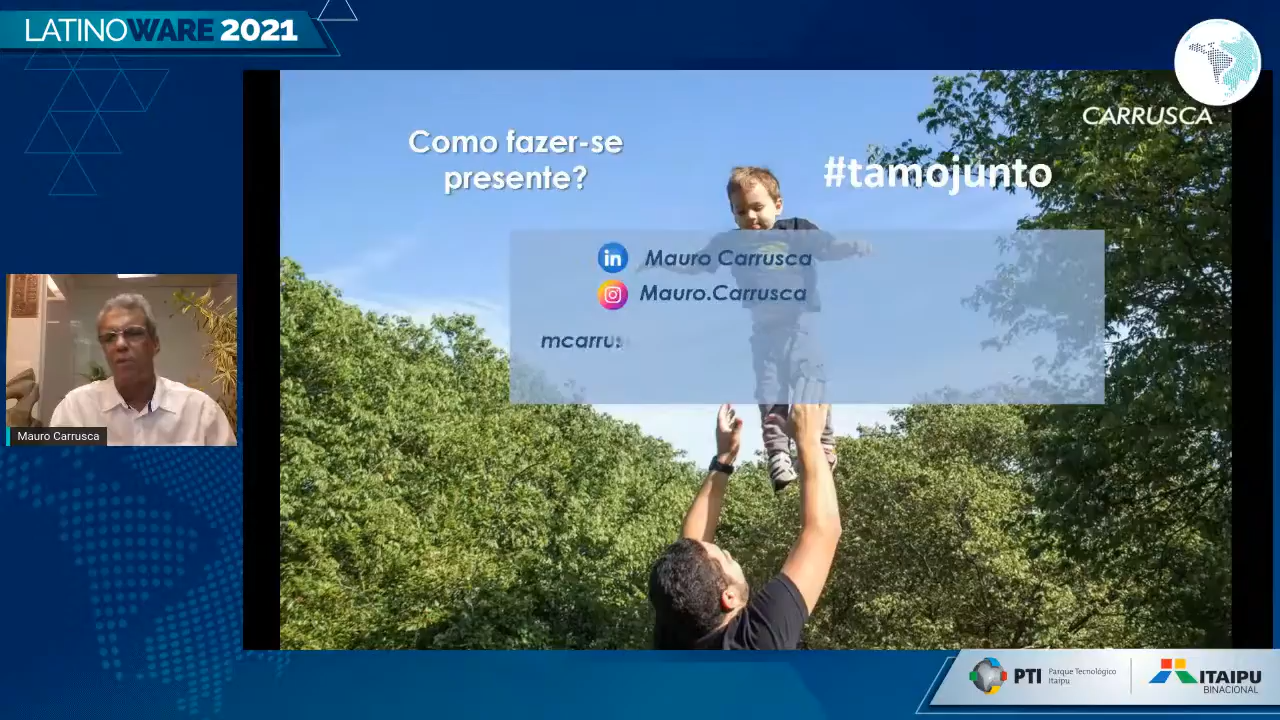 LATINOWARE 2021
CARRUSCA
Como fazer-se
presente?
#tamojunto
Mauro Carrusca
Mauro.Carrusca
mcarrus
Mauro Carrusca
PTI
Parque Tecnológico
Itaipu
ITAIPU
BINACIONAL